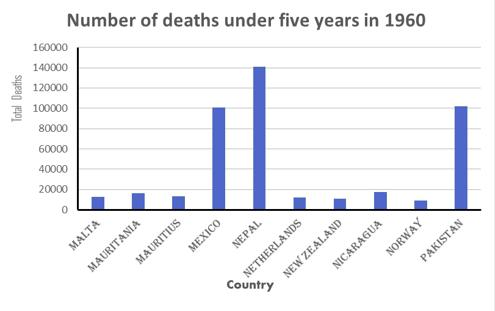 Number of deaths under five years in 1960
Total Deaths
160000
140000
120000
100000
80000
60000
40000
20000
0
MALTA
MAURITANIA
MAURITIUS
MEXICO
NEPAL
NETHERLANDS
NEW ZEALAND
NICARAGUA
NORWAY
PAKISTAN
Country